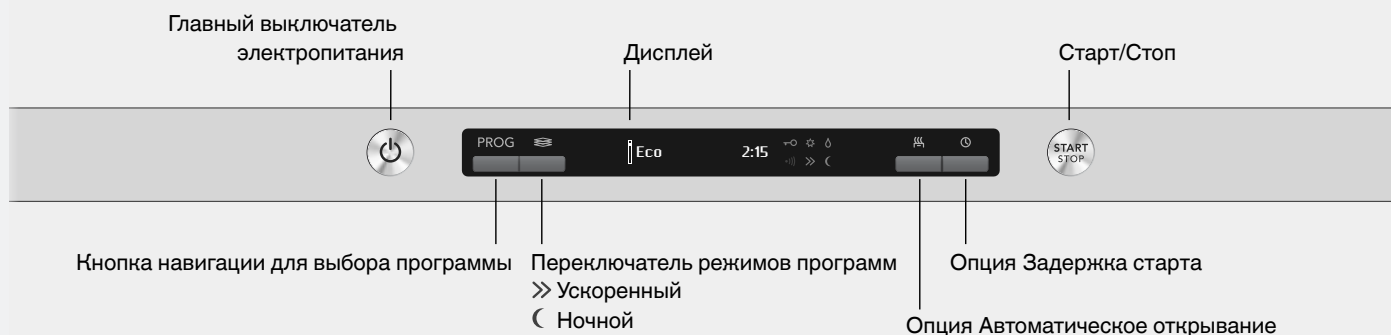 Главный выключатель
электропитания
Дисплей
Старт/Стоп
PROG
Eco
2:15
START
STOP
Кнопка навигации для выбора программы
Переключатель режимов программ
Ускоренный
Ночной
Опция Задержка старта
Опция Автоматическое открывание